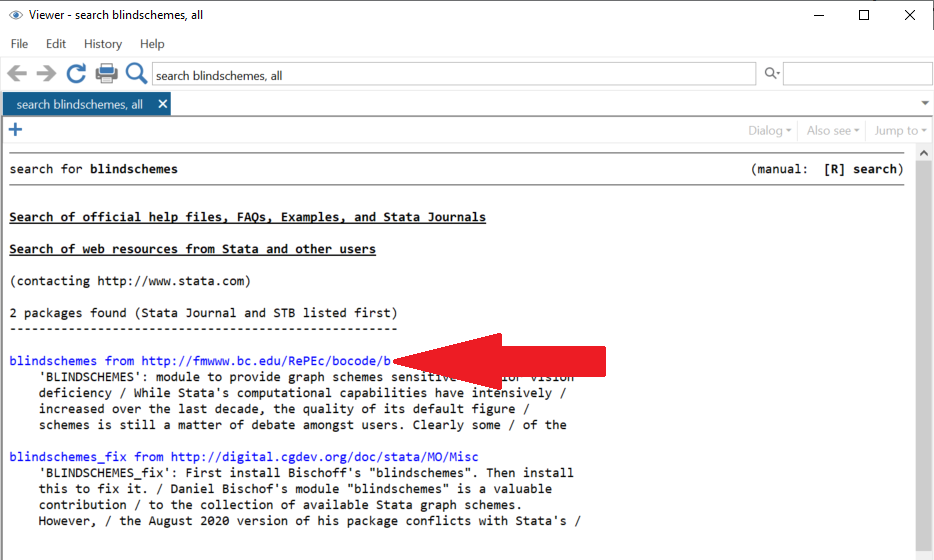 Viewer - search blindschemes, all
File Edit History Help
search blindschemes, all
search blindschemes, all
Dialog Also see Jump to
search for blindschemes (manual: [R] search)
Search of official help files, FAQs, Examples, and Stata Journals
Search of web resources from Stata and other users
(contacting http://www.stata.com)
2 packages found (Stata Journal and STB listed first)
blindschemes from http://fmwww.bc.edu/RePEc/bocode/b
'BLINDSCHEMES': module to provide graph schemes sensitive vision
deficiency / While Stata's computational capabilities have intensively /
increased over the last decade, the quality of its default figure /
schemes is still a matter of debate amongst users. Clearly some / of the
blindschemes_fix from http://digital.cgdev.org/doc/stata/MO/Misc
'BLINDSCHEMES_fix': First install Bischoff's "blindschemes". Then install
this to fix it. / Daniel Bischof's module "blindschemes" is a valuable
contribution / to the collection of available Stata graph schemes.
However, / the August 2020 version of his package conflicts with Stata's /